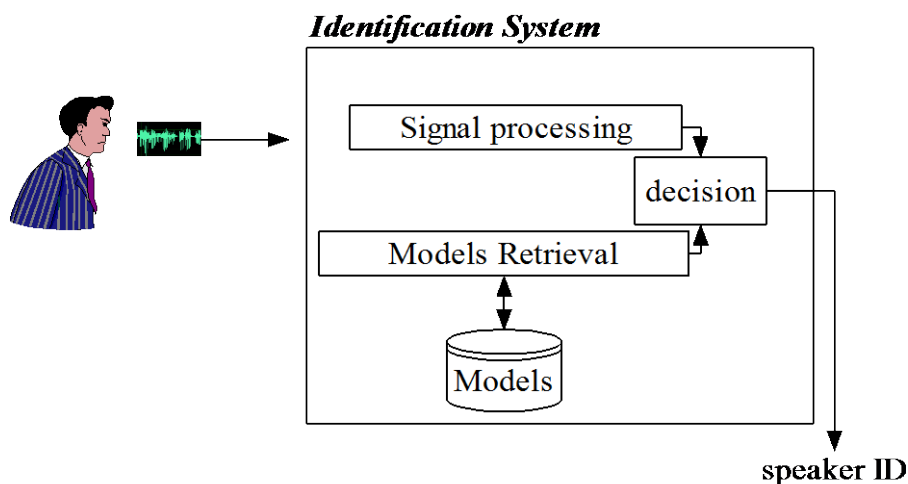 Identification System
Signal processing
decision
Models Retrieval
Models
speaker ID